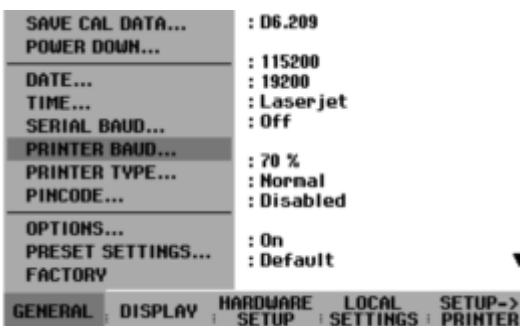 SAVE CAL DATA...
POWER DOWN...
DATE...
TIME...
SERIAL BAUD...
PRINTER BAUD...
PRINTER TYPE...
PINCODE...
OPTIONS...
PRESET SETTINGS...
FACTORY
: D6.209
: 115200
: 19200
: Laserjet
: Off
: 70 %
: Normal
: Disabled
: On
: Default
GENERAL DISPLAY HARDWARE SETUP LOCAL SETTINGS SETUP-> PRINTER